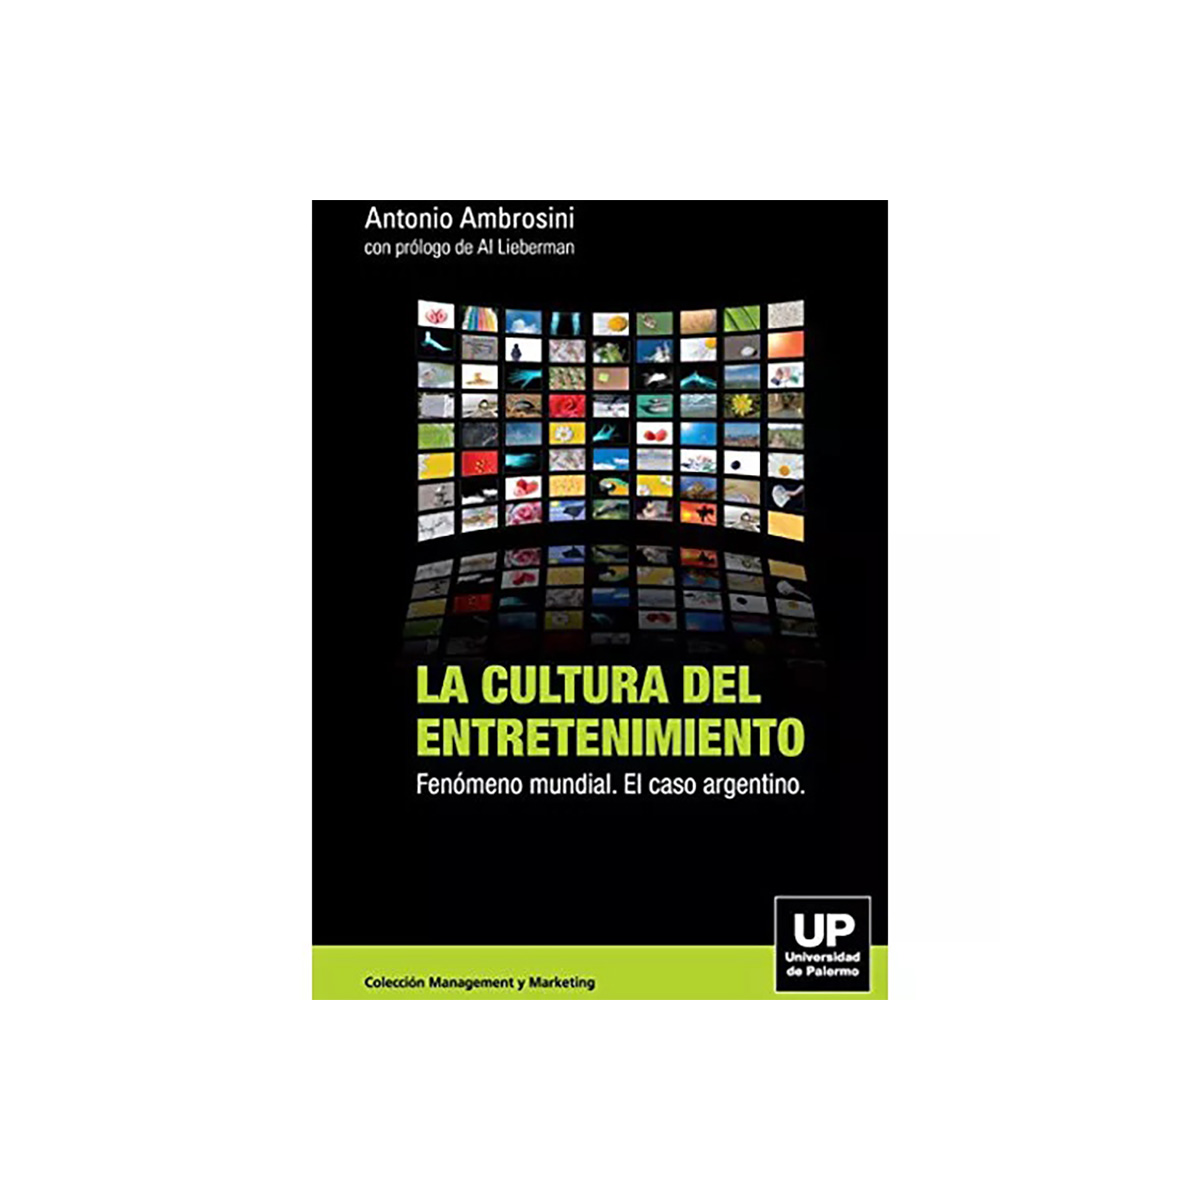 Antonio Ambrosini
con prólogo de Al Lieberman
LA CULTURA DEL
ENTRETENIMIENTO
Fenómeno mundial. El caso argentino.
UP
Universidad
de Palermo
Colección Management y Marketing